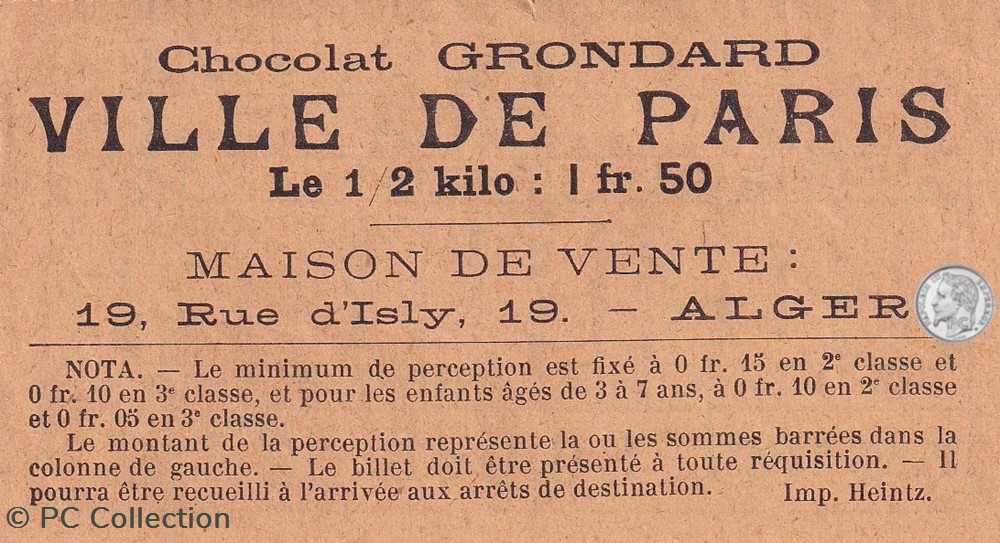 Chocolat GRONDARD
VILLE DE PARIS
Le 1/2 kilo : 1 fr. 50
MAISON DE VENTE :
19, Rue d'Isly, 19. — ALGER
NOTA. — Le minimum de perception est fixé à 0 fr. 15 en 2e classe et
0 fr. 10 en 3e classe, et pour les enfants âgés de 3 à 7 ans, à 0 fr. 10 en 2e classe
et 0 fr. 05 en 3e classe.
Le montant de la perception représente la ou les sommes barrées dans la
colonne de gauche. — Le billet doit être présenté à toute réquisition. — Il
pourra être recueilli à l'arrivée aux arrêts de destination. Imp. Heintz.
© PC Collection